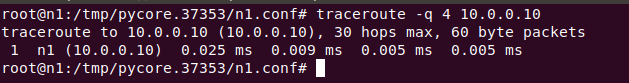 root@n1:/tmp/pycore.37353/n1.conf# traceroute -q 4 10.0.0.10
traceroute to 10.0.0.10 (10.0.0.10), 30 hops max, 60 byte packets
 1  n1 (10.0.0.10)  0.025 ms  0.009 ms  0.005 ms  0.005 ms
root@n1:/tmp/pycore.37353/n1.conf#